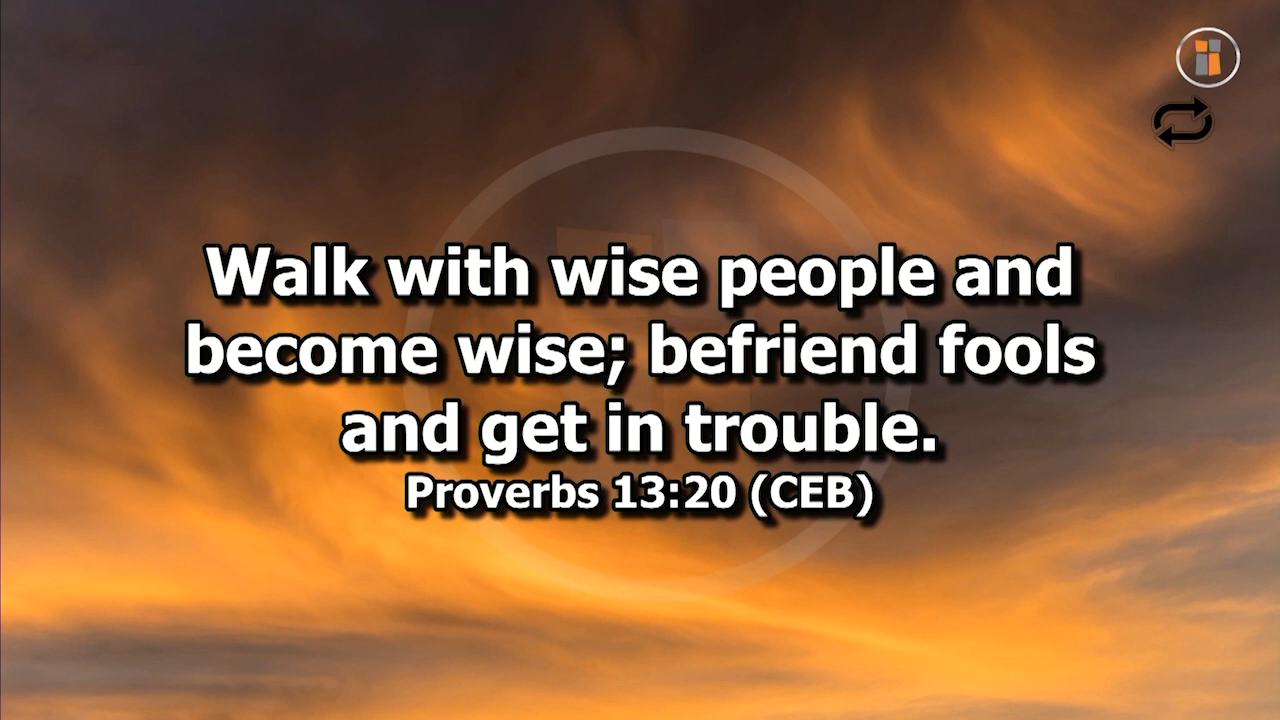 Walk with wise people and
become wise; befriend fools
and get in trouble.
Proverbs 13:20 (CEB)